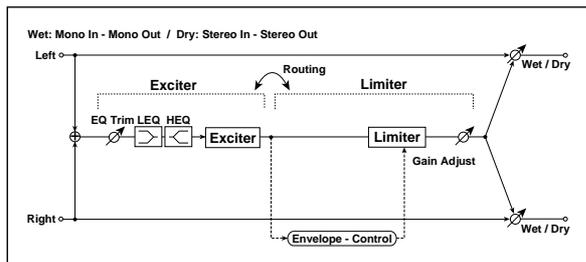 Wet: Mono In - Mono Out / Dry: Stereo In - Stereo Out
Left
Wet / Dry
Routing
Exciter
Limiter
EQ Trim LEQ HEQ
Exciter
Limiter
Gain Adjust
Right
Wet / Dry
Envelope - Control